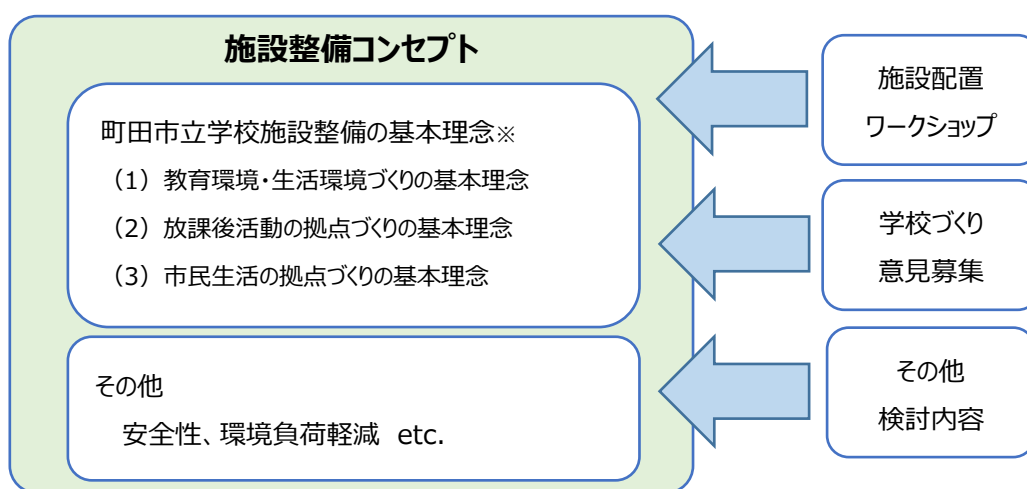 施設整備コンセプト
町田市立学校施設整備の基本理念※
（1）教育環境・生活環境づくりの基本理念
（2）放課後活動の拠点づくりの基本理念
（3）市民生活の拠点づくりの基本理念
その他
安全性、環境負荷軽減 etc.
施設配置
ワークショップ
学校づくり
意見募集
その他
検討内容